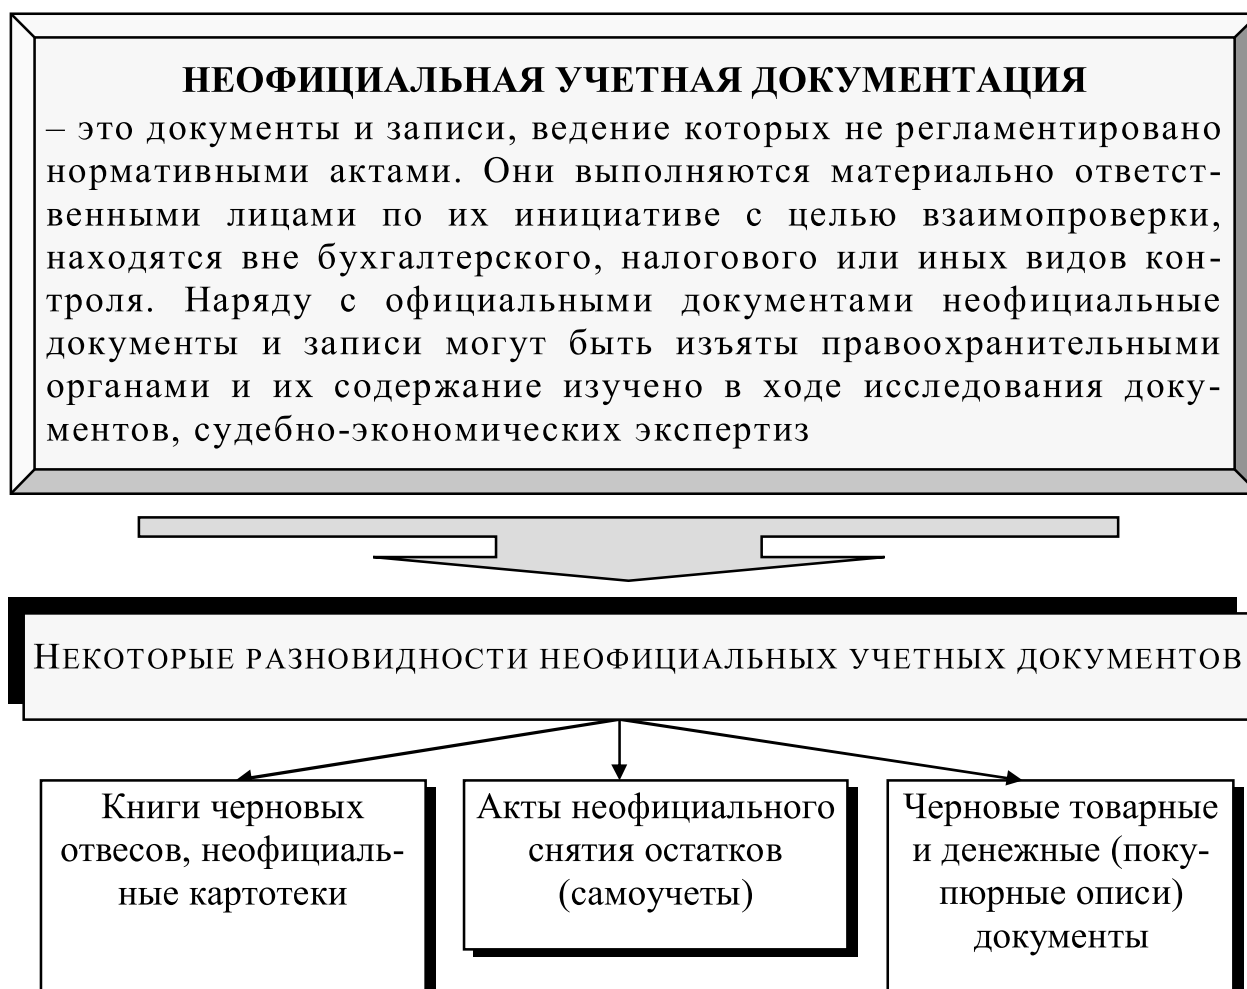 НЕОФИЦИАЛЬНАЯ УЧЕТНАЯ ДОКУМЕНТАЦИЯ
– это документы и записи, ведение которых не регламентировано
нормативными актами. Они выполняются материально ответст-
венными лицами по их инициативе с целью взаимопроверки,
находятся вне бухгалтерского, налогового или иных видов кон-
троля. Наряду с официальными документами неофициальные
документы и записи могут быть изъяты правоохранительными
органами и их содержание изучено в ходе исследования доку-
ментов, судебно-экономических экспертиз
НЕКОТОРЫЕ РАЗНОВИДНОСТИ НЕОФИЦИАЛЬНЫХ УЧЕТНЫХ ДОКУМЕНТОВ
Книги черновых
отвесов, неофициаль-
ные картотеки
Акты неофициального
снятия остатков
(самоучеты)
Черновые товарные
и денежные (поку-
пюрные описи)
документы